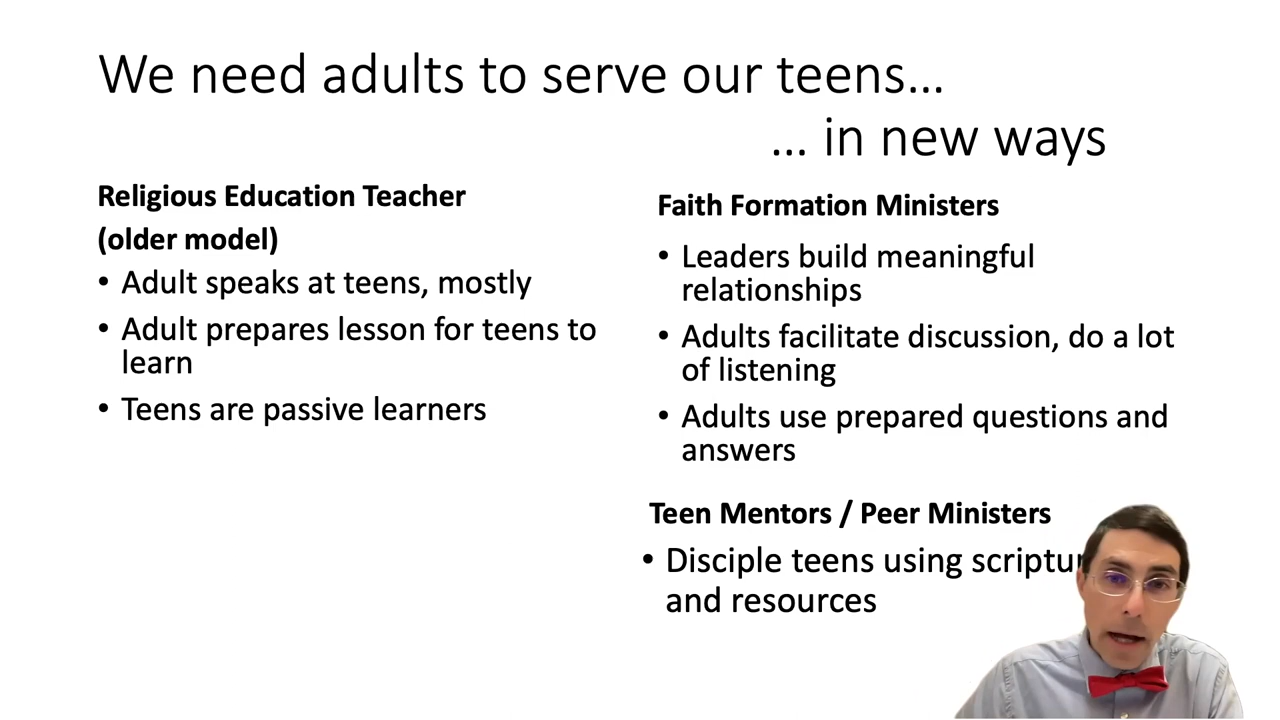 We need adults to serve our teens…
… in new ways
Religious Education Teacher
(older model)
• Adult speaks at teens, mostly
• Adult prepares lesson for teens to
learn
• Teens are passive learners
Faith Formation Ministers
• Leaders build meaningful
relationships
• Adults facilitate discussion, do a lot
of listening
• Adults use prepared questions and
answers
Teen Mentors / Peer Ministers
• Disciple teens using
and resources